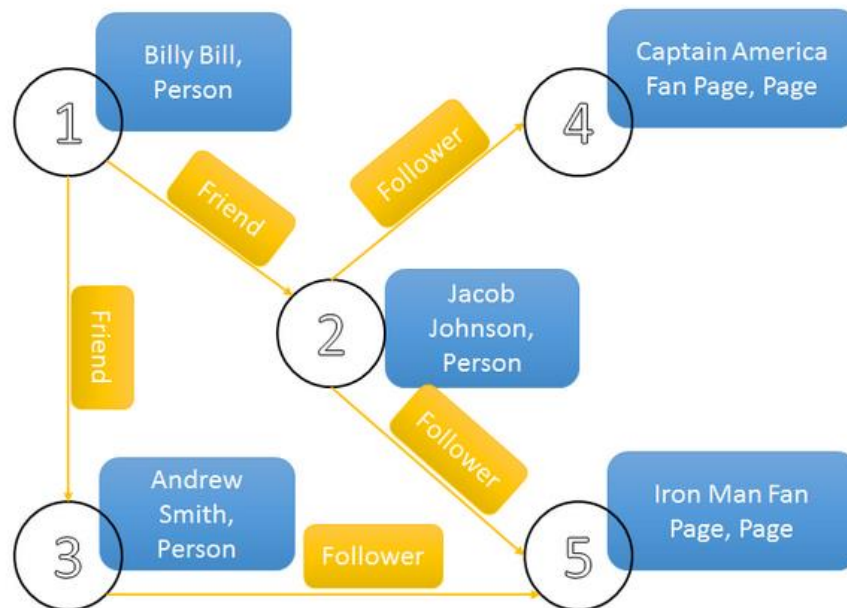 Billy Bill,
Person
1
Captain America
Fan Page, Page
4
Friend
Follower
Friend
2
Jacob
Johnson,
Person
Follower
Andrew
Smith,
Person
3
Follower
Iron Man Fan
Page, Page
5